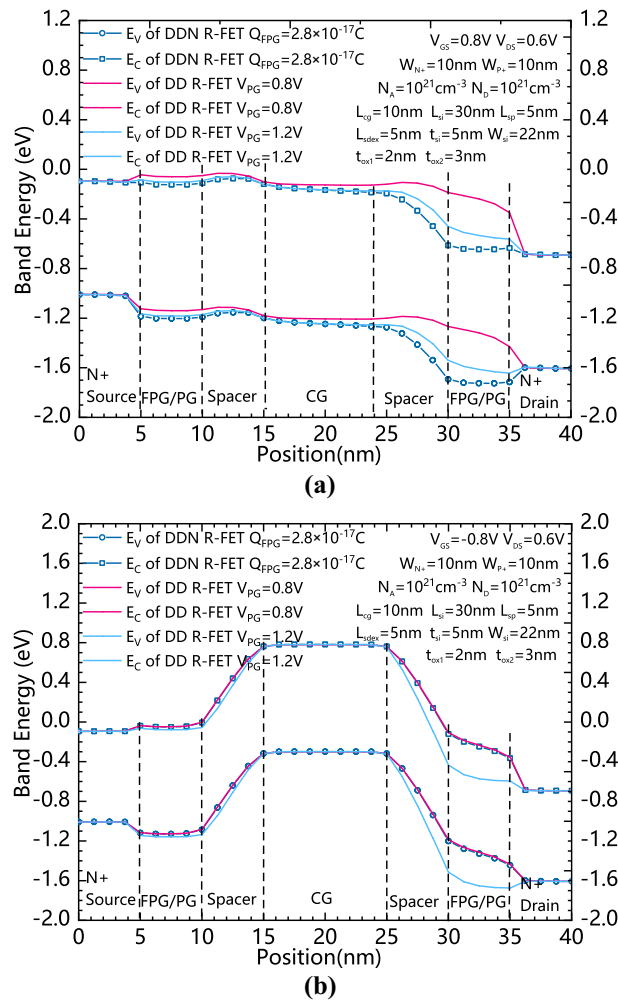 1.2
0.8
0.4
0.0
-0.4
-0.8
-1.2
-1.6
-2.0
Band Energy (eV)
E_V of DDN R-FET Q_FPG=2.8×10^-17C
E_C of DDN R-FET Q_FPG=2.8×10^-17C
E_V of DD R-FET V_PG=0.8V
E_C of DD R-FET V_PG=0.8V
E_V of DD R-FET V_PG=1.2V
E_C of DD R-FET V_PG=1.2V
V_GS=0.8V V_DS=0.6V
W_N+=10nm W_P+=10nm
N_A=10^21cm^-3 N_D=10^21cm^-3
L_cg=10nm L_si=30nm L_sp=5nm
L_sdex=5nm t_si=5nm W_si=22nm
t_ox1=2nm t_ox2=3nm
1.2
0.8
0.4
0.0
-0.4
-0.8
-1.2
-1.6
-2.0
N+
Source
FPG/PG
Spacer
CG
Spacer
FPG/PG
N+
Drain
0 5 10 15 20 25 30 35 40
Position(nm)
(a)
2.0
1.6
1.2
0.8
0.4
0.0
-0.4
-0.8
-1.2
-1.6
-2.0
Band Energy (eV)
E_V of DDN R-FET Q_FPG=2.8×10^-17C
E_C of DDN R-FET Q_FPG=2.8×10^-17C
E_V of DD R-FET V_PG=0.8V
E_C of DD R-FET V_PG=0.8V
E_V of DD R-FET V_PG=1.2V
E_C of DD R-FET V_PG=1.2V
V_GS=-0.8V V_DS=0.6V
W_N+=10nm W_P+=10nm
N_A=10^21cm^-3 N_D=10^21cm^-3
L_cg=10nm L_si=30nm L_sp=5nm
L_sdex=5nm t_si=5nm W_si=22nm
t_ox1=2nm t_ox2=3nm
2.0
1.6
1.2
0.8
0.4
0.0
-0.4
-0.8
-1.2
-1.6
-2.0
N+
Source
FPG/PG
Spacer
CG
Spacer
FPG/PG
N+
Drain
0 5 10 15 20 25 30 35 40
Position(nm)
(b)